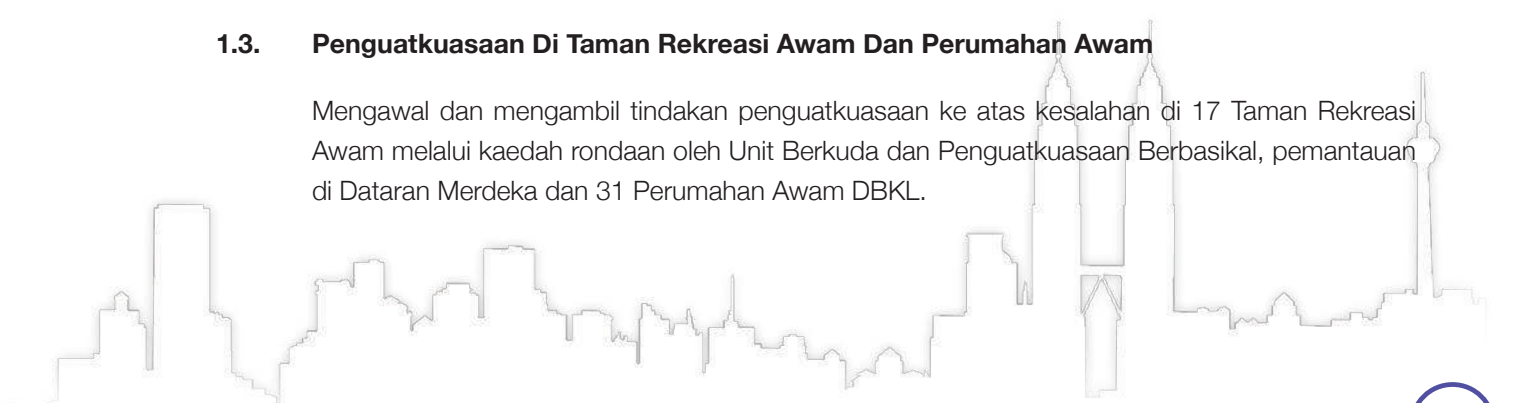 1.3. Penguatkuasaan Di Taman Rekreasi Awam Dan Perumahan Awam
Mengawal dan mengambil tindakan penguatkuasaan ke atas kesalahan di 17 Taman Rekreasi
Awam melalui kaedah rondaan oleh Unit Berkuda dan Penguatkuasaan Berbasikal, pemantauan
di Dataran Merdeka dan 31 Perumahan Awam DBKL.